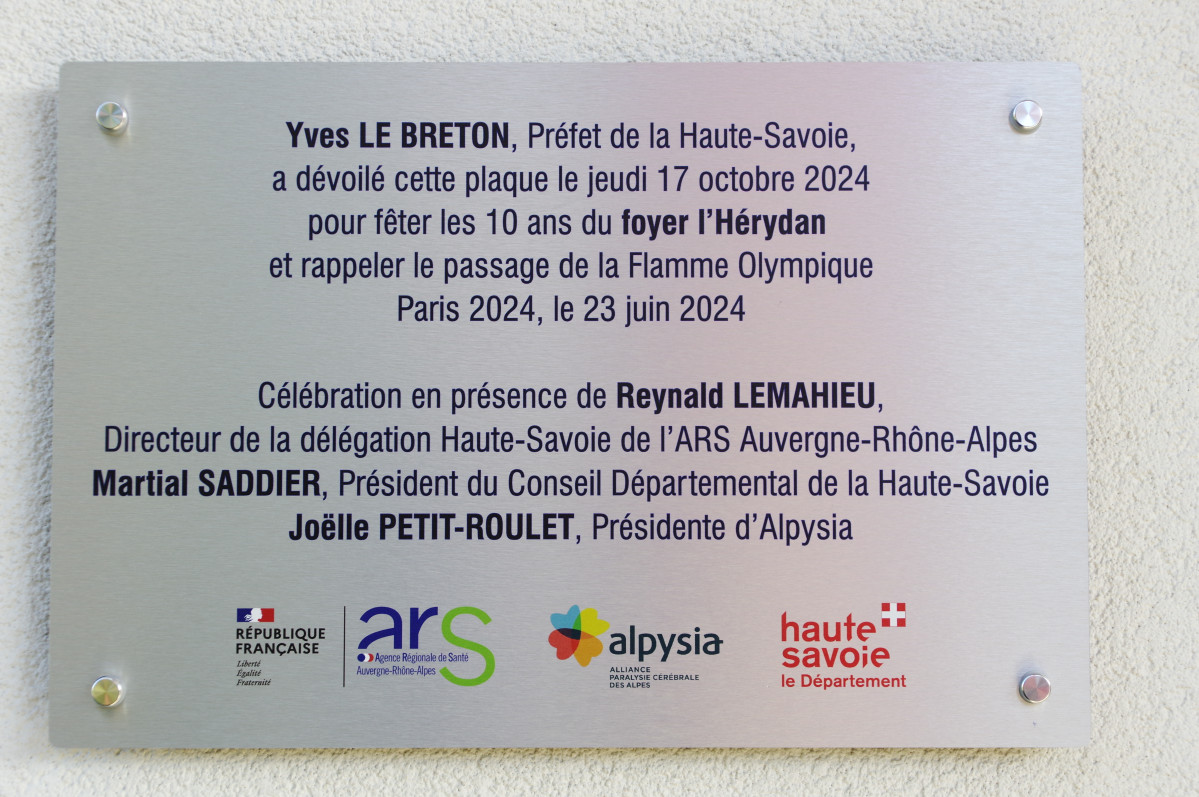 Yves LE BRETON, Préfet de la Haute-Savoie,
a dévoilé cette plaque le jeudi 17 octobre 2024
pour fêter les 10 ans du foyer l'Hérydan
et rappeler le passage de la Flamme Olympique
Paris 2024, le 23 juin 2024
Célébration en présence de Reynald LEMAHIEU,
Directeur de la délégation Haute-Savoie de l'ARS Auvergne-Rhône-Alpes
Martial SADDIER, Président du Conseil Départemental de la Haute-Savoie
Joëlle PETIT-ROULET, Présidente d'Alpysia
RÉPUBLIQUE
FRANÇAISE
Liberté
Égalité
Fraternité
ars
Agence Régionale de Santé
Auvergne-Rhône-Alpes
alpysia
ALLIANCE
PARALYSIE CÉRÉBRALE
DES ALPES
haute
savoie
le Département